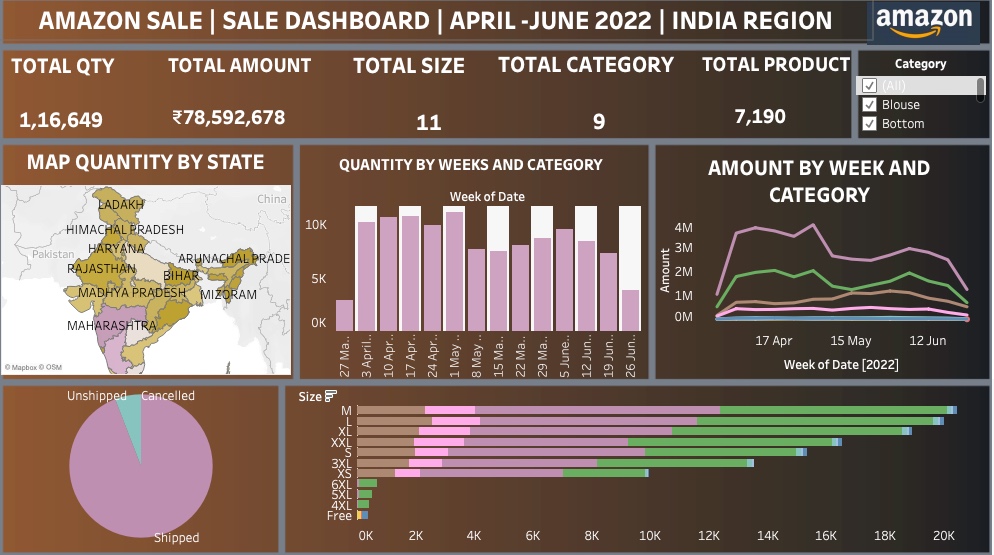 AMAZON SALE | SALE DASHBOARD | APRIL -JUNE 2022 | INDIA REGION
amazon
TOTAL QTY
TOTAL AMOUNT
TOTAL SIZE
TOTAL CATEGORY
TOTAL PRODUCT
1,16,649
₹78,592,678
11
9
7,190
Category
(All)
Blouse
Bottom
MAP QUANTITY BY STATE
China
Pakistan
LADAKH
HIMACHAL PRADESH
HARYANA
ARUNACHAL PRADE
RAJASTHAN
BIHAR
MADHYA PRADESH
MIZORAM
MAHARASHTRA
© Mapbox © OSM
QUANTITY BY WEEKS AND CATEGORY
Week of Date
10K
5K
0K
27 Ma..
3 April..
10 Apr..
17 Apr..
24 Apr..
1 May ..
8 May ..
15 Ma..
22 Ma..
29 Ma..
5 June..
12 Jun..
19 Jun..
26 Jun..
AMOUNT BY WEEK AND
CATEGORY
4M
3M
2M
1M
0M
Amount
17 Apr
15 May
12 Jun
Week of Date [2022]
Unshipped
Cancelled
Shipped
Size
M
L
XL
XXL
S
3XL
XS
6XL
5XL
4XL
Free
0K
2K
4K
6K
8K
10K
12K
14K
16K
18K
20K